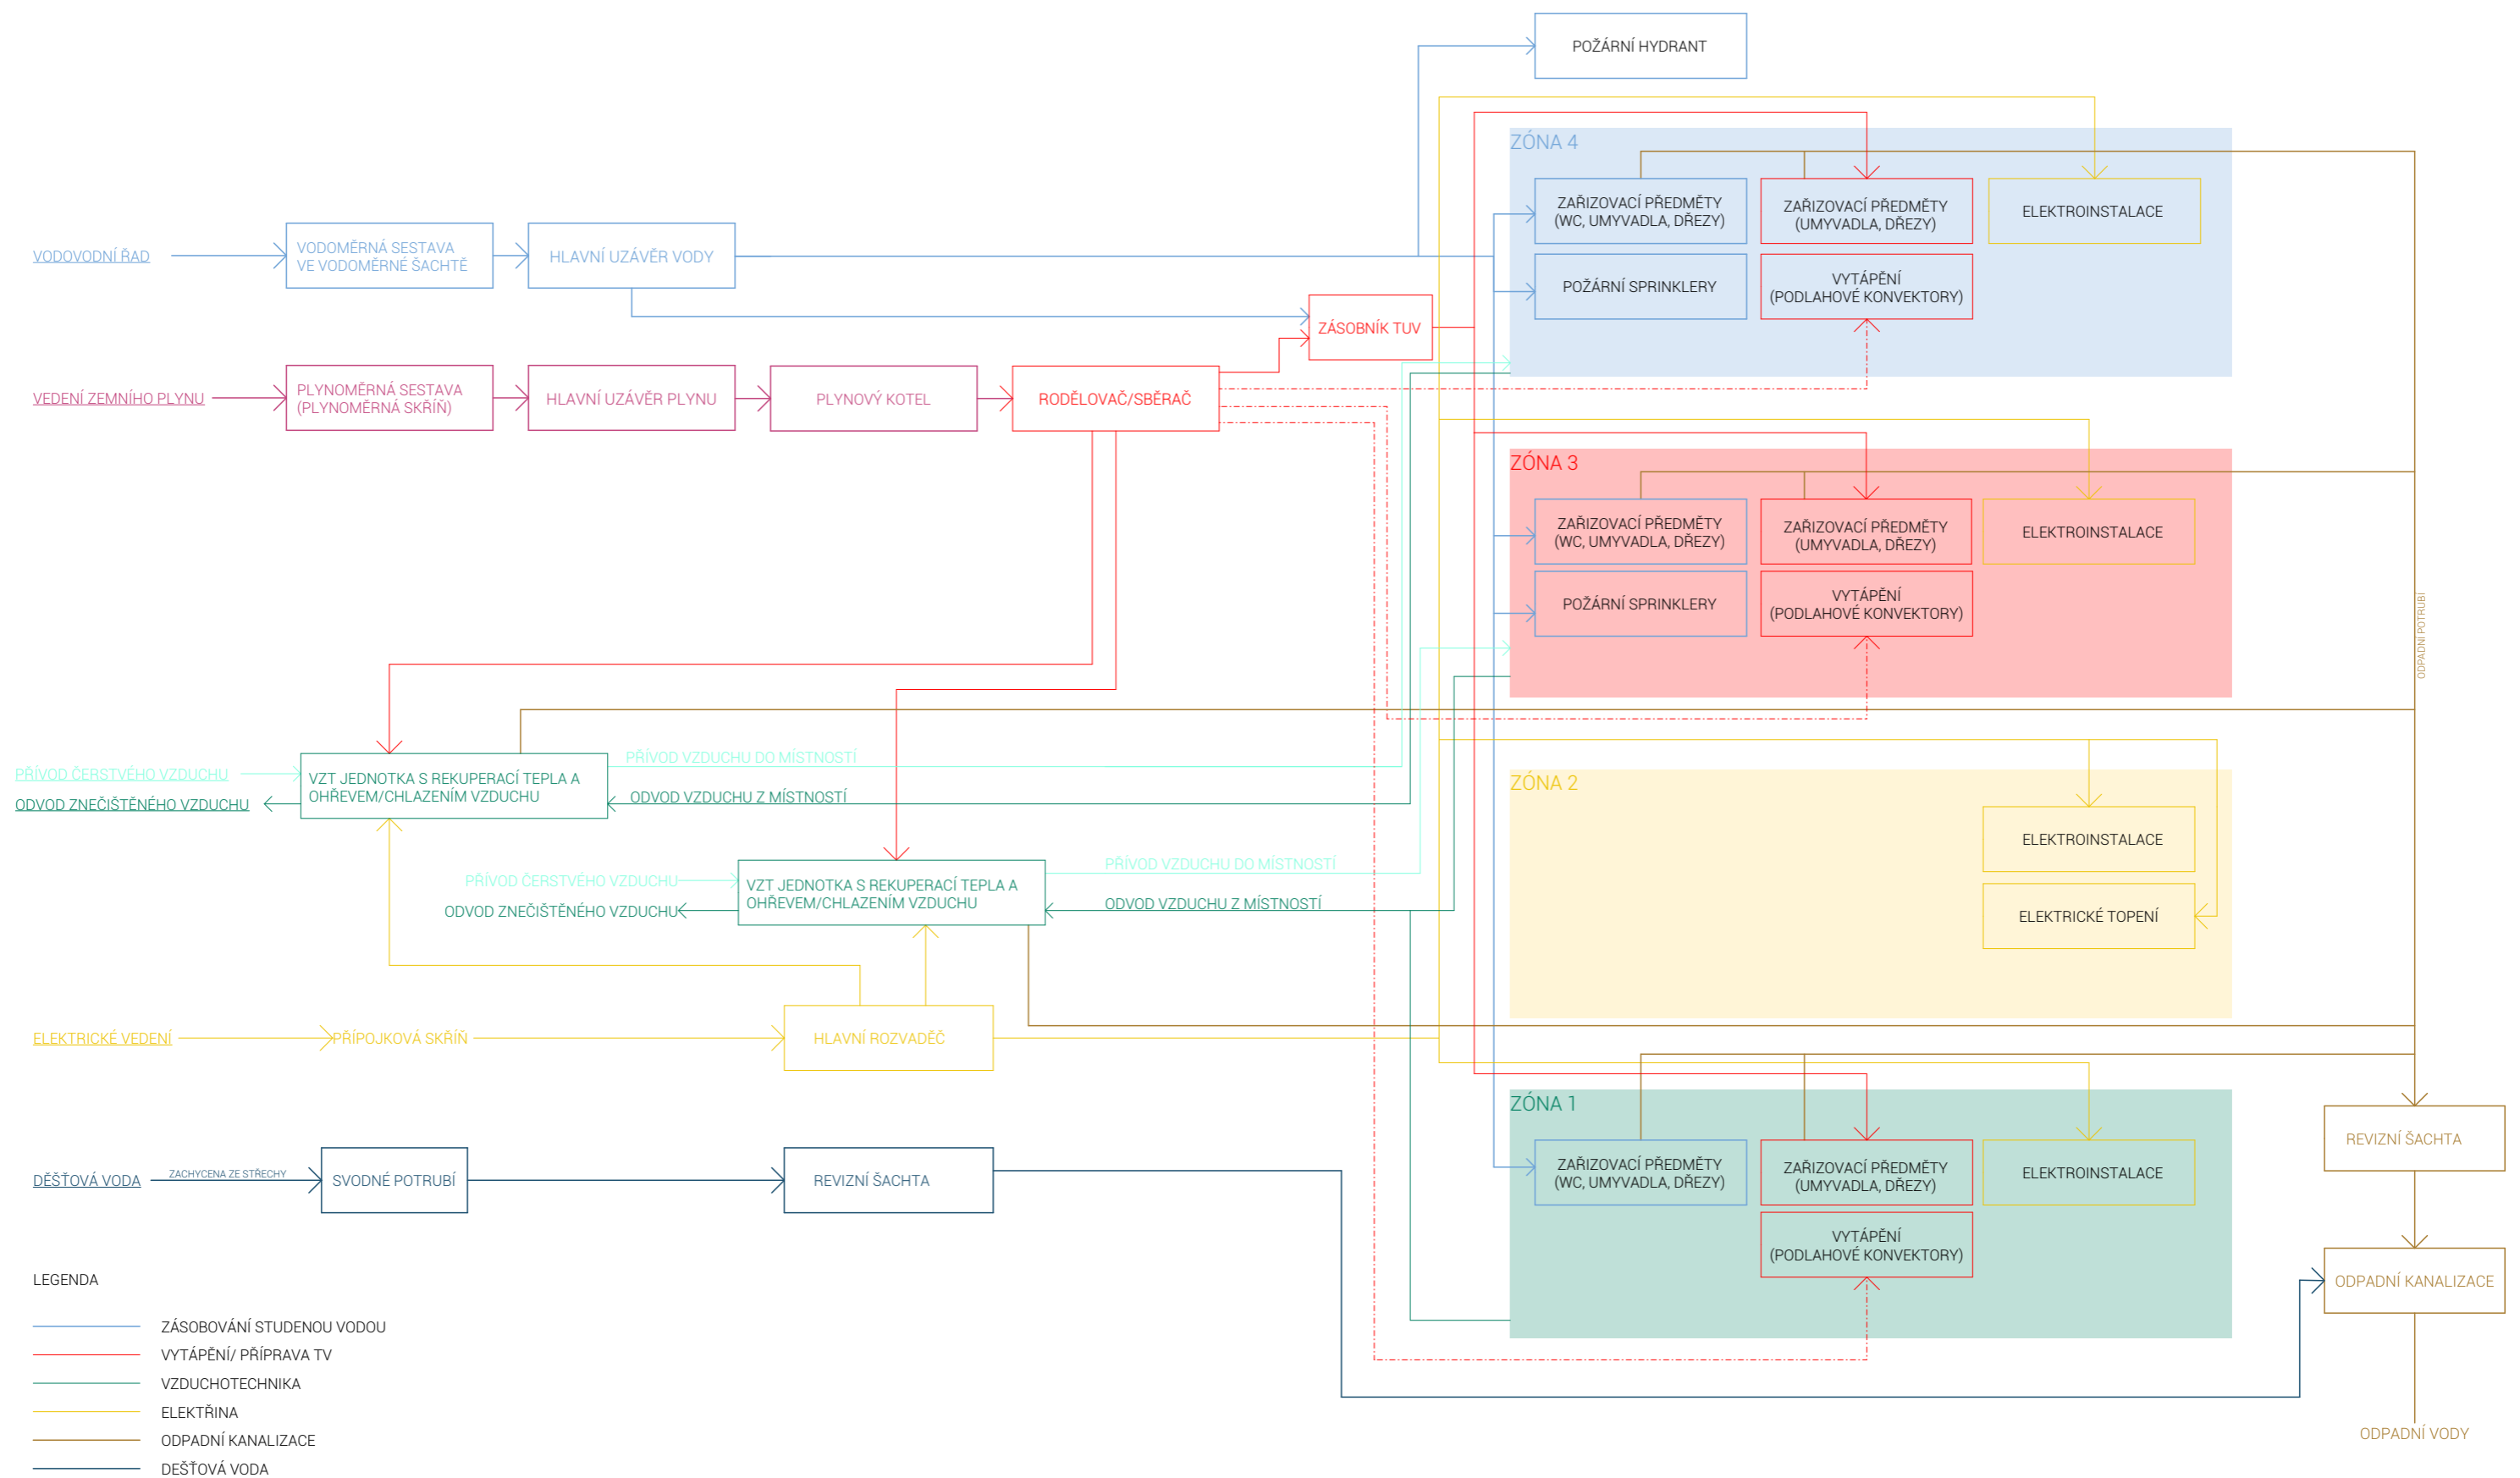 POŽÁRNÍ HYDRANT
ZÓNA 4
ZAŘIZOVACÍ PŘEDMĚTY
(WC, UMYVADLA, DŘEZY)
ZAŘIZOVACÍ PŘEDMĚTY
(UMYVADLA, DŘEZY)
ELEKTROINSTALACE
POŽÁRNÍ SPRINKLERY
VYTÁPĚNÍ
(PODLAHOVÉ KONVEKTORY)
VODOVODNÍ ŘAD
VODOMĚRNÁ SESTAVA
VE VODOMĚRNÉ ŠACHTĚ
HLAVNÍ UZÁVĚR VODY
ZÁSOBNÍK TUV
VEDENÍ ZEMNÍHO PLYNU
PLYNOMĚRNÁ SESTAVA
(PLYNOMĚRNÁ SKŘÍŇ)
HLAVNÍ UZÁVĚR PLYNU
PLYNOVÝ KOTEL
RODĚLOVAČ/SBĚRAČ
ZÓNA 3
ZAŘIZOVACÍ PŘEDMĚTY
(WC, UMYVADLA, DŘEZY)
ZAŘIZOVACÍ PŘEDMĚTY
(UMYVADLA, DŘEZY)
ELEKTROINSTALACE
POŽÁRNÍ SPRINKLERY
VYTÁPĚNÍ
(PODLAHOVÉ KONVEKTORY)
ODPADNÍ POTRUBÍ
PŘÍVOD ČERSTVÉHO VZDUCHU
ODVOD ZNEČIŠTĚNÉHO VZDUCHU
VZT JEDNOTKA S REKUPERACÍ TEPLA A
OHŘEVEM/CHLAZENÍM VZDUCHU
PŘÍVOD VZDUCHU DO MÍSTNOSTÍ
ODVOD VZDUCHU Z MÍSTNOSTÍ
ZÓNA 2
ELEKTROINSTALACE
ELEKTRICKÉ TOPENÍ
PŘÍVOD ČERSTVÉHO VZDUCHU
ODVOD ZNEČIŠTĚNÉHO VZDUCHU
VZT JEDNOTKA S REKUPERACÍ TEPLA A
OHŘEVEM/CHLAZENÍM VZDUCHU
PŘÍVOD VZDUCHU DO MÍSTNOSTÍ
ODVOD VZDUCHU Z MÍSTNOSTÍ
ELEKTRICKÉ VEDENÍ
PŘÍPOJKOVÁ SKŘÍŇ
HLAVNÍ ROZVADĚČ
ZÓNA 1
ZAŘIZOVACÍ PŘEDMĚTY
(WC, UMYVADLA, DŘEZY)
ZAŘIZOVACÍ PŘEDMĚTY
(UMYVADLA, DŘEZY)
ELEKTROINSTALACE
VYTÁPĚNÍ
(PODLAHOVÉ KONVEKTORY)
REVIZNÍ ŠACHTA
ODPADNÍ KANALIZACE
ODPADNÍ VODY
DĚŠŤOVÁ VODA
ZACHYCENA ZE STŘECHY
SVODNÉ POTRUBÍ
REVIZNÍ ŠACHTA
LEGENDA
ZÁSOBOVÁNÍ STUDENOU VODOU
VYTÁPĚNÍ/ PŘÍPRAVA TV
VZDUCHOTECHNIKA
ELEKTŘINA
ODPADNÍ KANALIZACE
DEŠŤOVÁ VODA